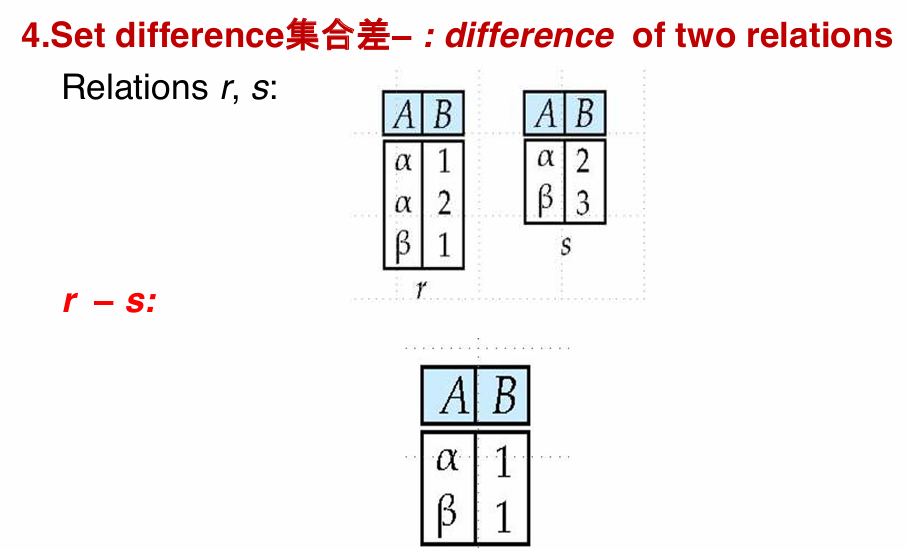 4.Set difference集合差– : difference of two relations
Relations r, s:
A B
α 1
α 2
β 1
r
A B
α 2
β 3
s
r – s:
A B
α 1
β 1